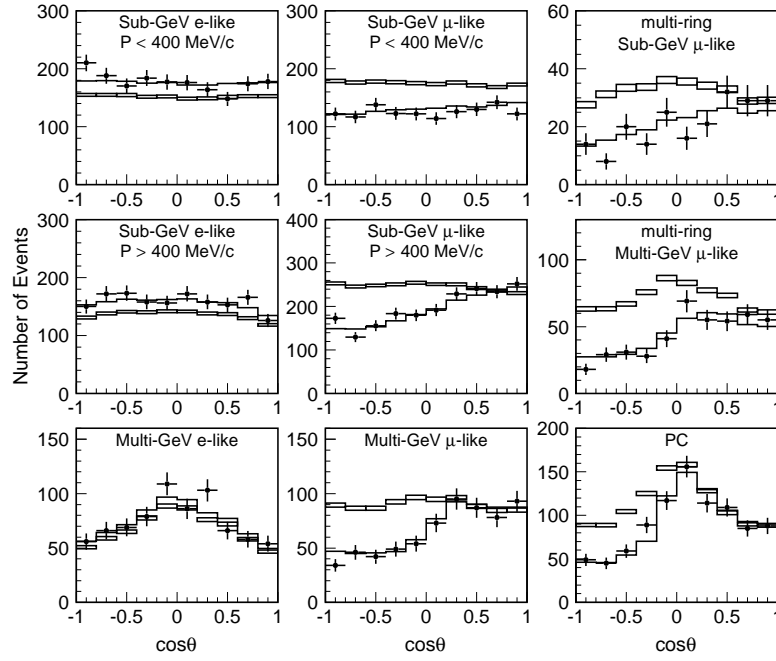 Sub-GeV e-like
P < 400 MeV/c
300
240
180
120
60
0
-1 -0.5 0 0.5 1
Sub-GeV μ-like
P < 400 MeV/c
300
200
100
0
-1 -0.5 0 0.5 1
multi-ring
Sub-GeV μ-like
60
40
20
0
-1 -0.5 0 0.5 1
Number of Events
Sub-GeV e-like
P > 400 MeV/c
300
200
100
0
-1 -0.5 0 0.5 1
Sub-GeV μ-like
P > 400 MeV/c
400
300
200
100
0
-1 -0.5 0 0.5 1
multi-ring
Multi-GeV μ-like
100
50
0
-1 -0.5 0 0.5 1
Multi-GeV e-like
150
100
50
0
-1 -0.5 0 0.5 1
cosθ
Multi-GeV μ-like
150
100
50
0
-1 -0.5 0 0.5 1
cosθ
PC
200
150
100
50
0
-1 -0.5 0 0.5 1
cosθ